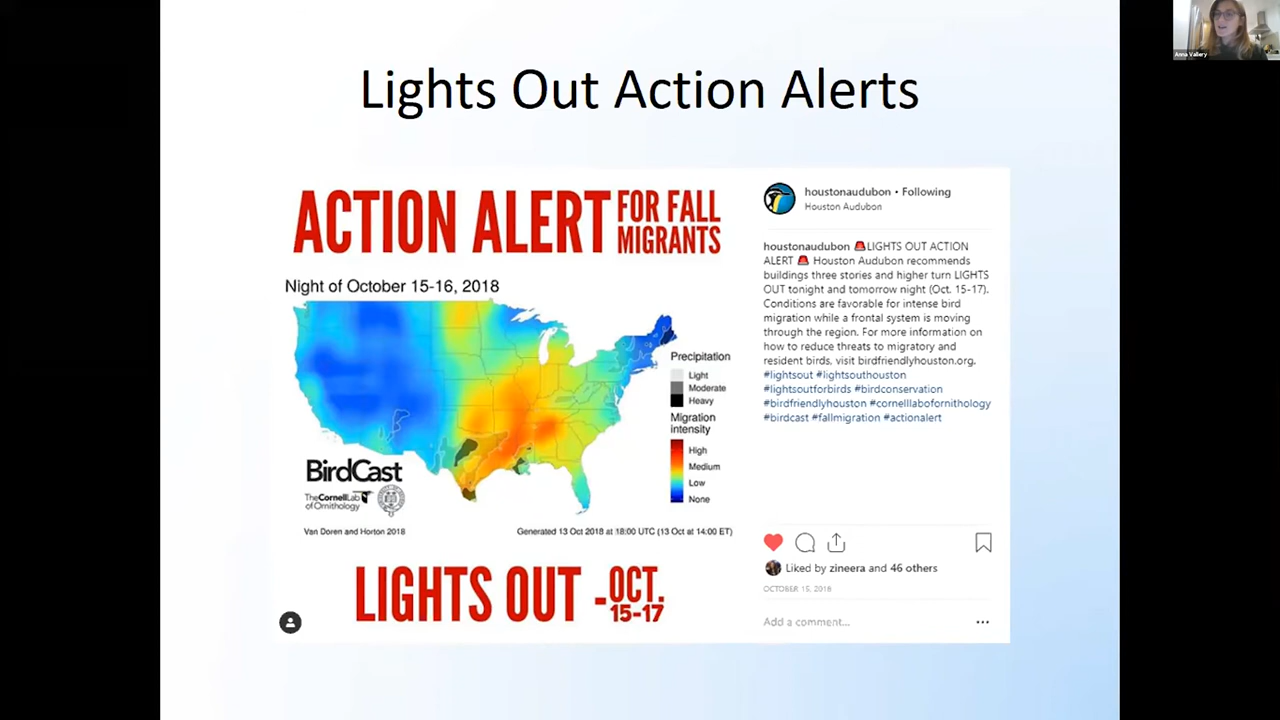 Lights Out Action Alerts
Anna Vallery
ACTION ALERT FOR FALL
MIGRANTS
Night of October 15-16, 2018
Precipitation
Light
Moderate
Heavy
Migration
intensity
High
Medium
Low
None
BirdCast
The CornellLab
of Ornithology
Van Doren and Horton 2018
Generated 13 Oct 2018 at 18:00 UTC (13 Oct at 14:00 ET)
LIGHTS OUT - OCT.
15-17
houstonaudubon • Following
Houston Audubon
houstonaudubon 🚨LIGHTS OUT ACTION
ALERT 🚨 Houston Audubon recommends
buildings three stories and higher turn LIGHTS
OUT tonight and tomorrow night (Oct. 15-17).
Conditions are favorable for intense bird
migration while a frontal system is moving
through the region. For more information on
how to reduce threats to migratory and
resident birds, visit birdfriendlyhouston.org.
#lightsout #lightsouthouston
#lightsoutforbirds #birdconservation
#birdfriendlyhouston #cornelllabofornithology
#birdcast #fallmigration #actionalert
Liked by zineera and 46 others
OCTOBER 15, 2018
Add a comment...